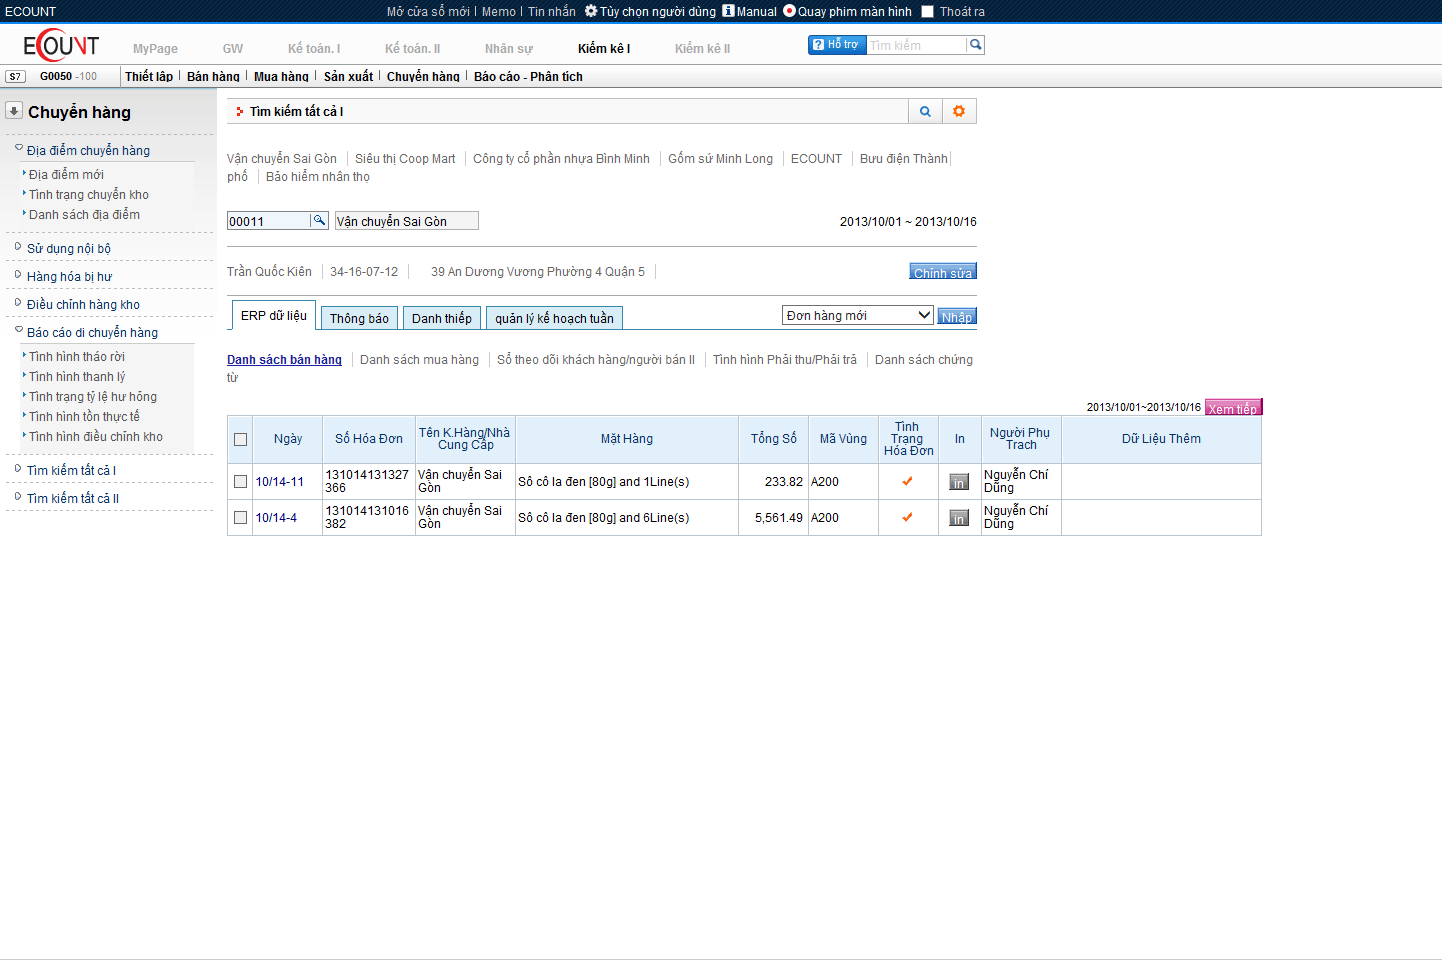 ECOUNT
Mở cửa sổ mới | Memo | Tin nhắn Tùy chọn người dùng Manual Quay phim màn hình Thoát ra
ECOUNT MyPage GW Kế toán. I Kế toán. II Nhân sự Kiểm kê I Kiểm kê II Hỗ trợ Tìm kiếm
S7 G0050 -100 Thiết lập | Bán hàng | Mua hàng | Sản xuất | Chuyển hàng | Báo cáo - Phân tích
Chuyển hàng
Địa điểm chuyển hàng
Địa điểm mới
Tình trạng chuyển kho
Danh sách địa điểm
Sử dụng nội bộ
Hàng hóa bị hư
Điều chỉnh hàng kho
Báo cáo di chuyển hàng
Tình hình tháo rời
Tình hình thanh lý
Tình trạng tỷ lệ hư hỏng
Tình hình tồn thực tế
Tình hình điều chỉnh kho
Tìm kiếm tất cả I
Tìm kiếm tất cả II
Tìm kiếm tất cả I
Vận chuyển Sai Gòn | Siêu thị Coop Mart | Công ty cổ phần nhựa Bình Minh | Gốm sứ Minh Long | ECOUNT | Bưu điện Thành
phố | Bảo hiểm nhân thọ
00011 Vận chuyển Sai Gòn 2013/10/01 ~ 2013/10/16
Trần Quốc Kiên | 34-16-07-12 | 39 An Dương Vương Phường 4 Quận 5 | Chỉnh sửa
ERP dữ liệu Thông báo Danh thiếp quản lý kế hoạch tuần Đơn hàng mới Nhập
Danh sách bán hàng | Danh sách mua hàng | Sổ theo dõi khách hàng/người bán II | Tình hình Phải thu/Phải trả | Danh sách chứng
từ
2013/10/01~2013/10/16 Xem tiếp
Ngày Số Hóa Đơn Tên K.Hàng/Nhà Cung Cấp Mặt Hàng Tổng Số Mã Vùng Tình Trạng Hóa Đơn In Người Phụ Trach Dữ Liệu Thêm
10/14-11 131014131327366 Vận chuyển Sai Gòn Sô cô la đen [80g] and 1Line(s) 233.82 A200 in Nguyễn Chí Dũng
10/14-4 131014131016382 Vận chuyển Sai Gòn Sô cô la đen [80g] and 6Line(s) 5,561.49 A200 in Nguyễn Chí Dũng